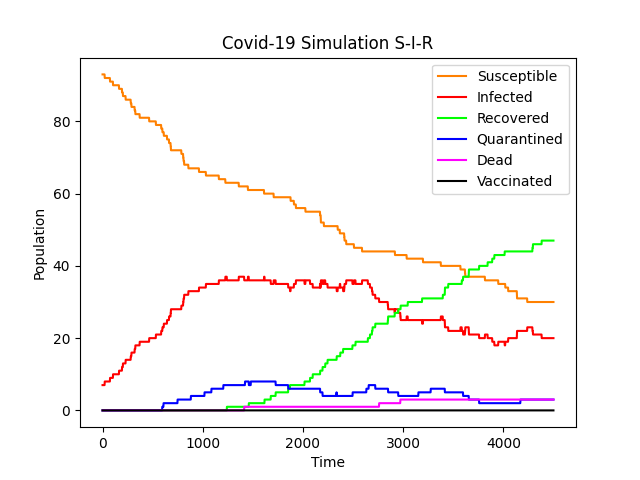 Covid-19 Simulation S-I-R
Susceptible
Infected
Recovered
Quarantined
Dead
Vaccinated
80
60
40
20
0
Population
0 1000 2000 3000 4000
Time